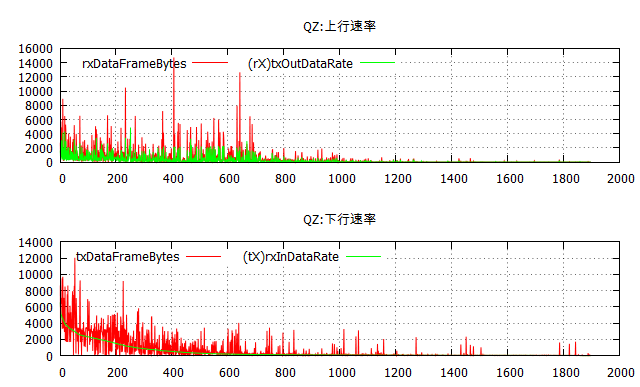 QZ:上行速率
16000
rxDataFrameBytes (rX)txOutDataRate
14000
12000
10000
8000
6000
4000
2000
0
0 200 400 600 800 1000 1200 1400 1600 1800 2000
QZ:下行速率
14000
txDataFrameBytes (tX)rxInDataRate
12000
10000
8000
6000
4000
2000
0
0 200 400 600 800 1000 1200 1400 1600 1800 2000